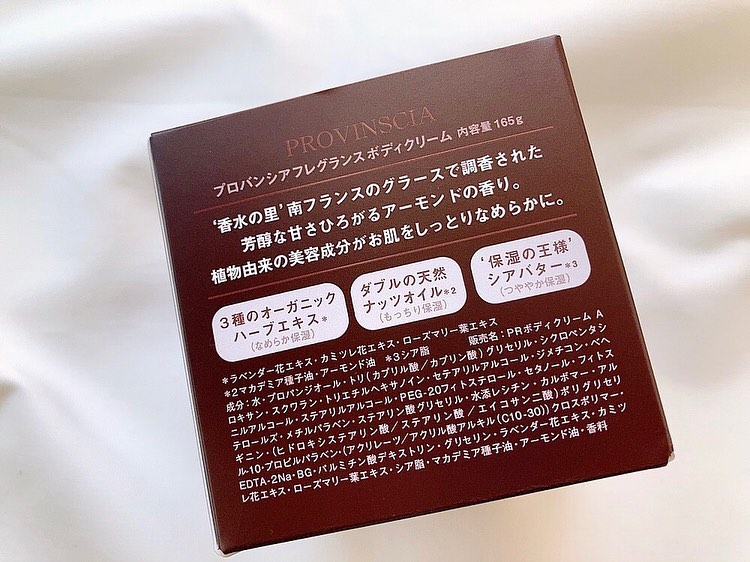 PROVINSCIA
プロバンシアフレグランス ボディクリーム 内容量 165g
‘香水の里’南フランスのグラースで調香された
芳醇な甘さひろがるアーモンドの香り。
植物由来の美容成分がお肌をしっとりなめらかに。
3種のオーガニック
ハーブエキス*
(なめらか保湿)
ダブルの天然
ナッツオイル*2
(もっちり保湿)
‘保湿の王様’
シアバター*3
(つややか保湿)
*ラベンダー花エキス・カミツレ花エキス・ローズマリー葉エキス
*2マカデミア種子油・アーモンド油 *3シア脂 販売名：PRボディクリーム A
成分：水・プロパンジオール・トリ(カプリル酸/カプリン酸)グリセリル・シクロペンタシ
ロキサン・スクワラン・トリエチルヘキサノイン・セテアリルアルコール・ジメチコン・ベヘ
ニルアルコール・ステアリルアルコール・PEG-20フィトステロール・セタノール・フィトス
テロールズ・メチルパラベン・ステアリン酸グリセリル・水添レシチン・カルボマー・アル
ギニン・(ヒドロキシステアリン酸/ステアリン酸/エイコサン二酸)ポリグリセリ
ル-10・プロピルパラベン・(アクリレーツ/アクリル酸アルキル(C10-30))クロスポリマー・
EDTA-2Na・BG・パルミチン酸デキストリン・グリセリン・ラベンダー花エキス・カミツ
レ花エキス・ローズマリー葉エキス・シア脂・マカデミア種子油・アーモンド油・香料